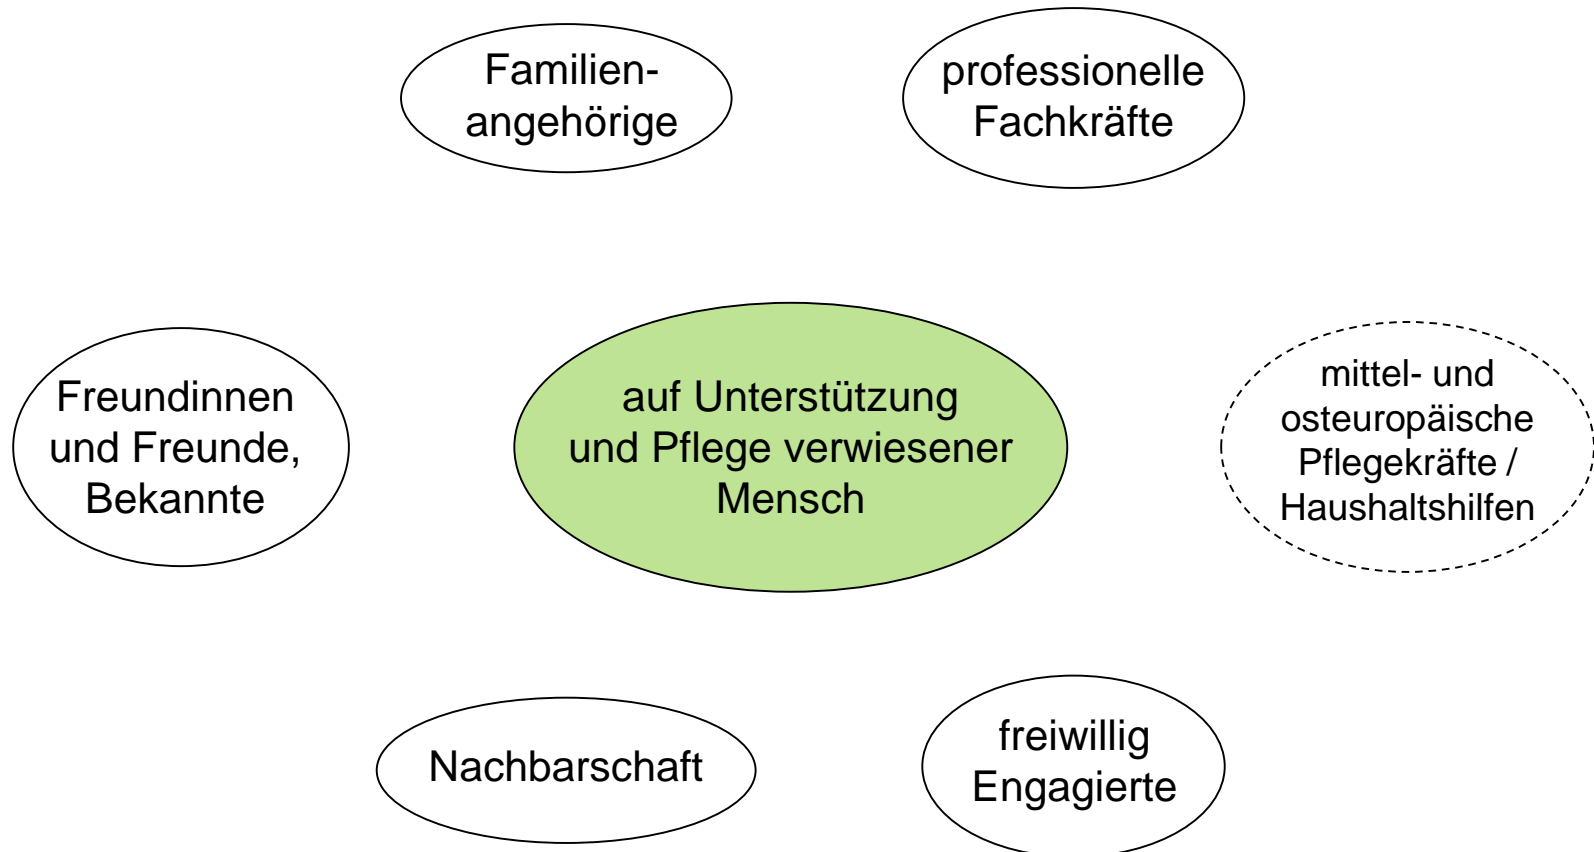 Familien-
angehörige
professionelle
Fachkräfte
Freundinnen
und Freunde,
Bekannte
auf Unterstützung
und Pflege verwiesener
Mensch
mittel- und
osteuropäische
Pflegekräfte /
Haushaltshilfen
Nachbarschaft
freiwillig
Engagierte